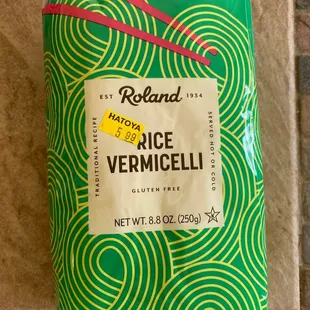 EST Roland 1934
HATOYA
5.99
RICE
VERMICELLI
GLUTEN FREE
TRADITIONAL RECIPE
SERVED HOT OR COLD
NET WT. 8.8 OZ. (250g)